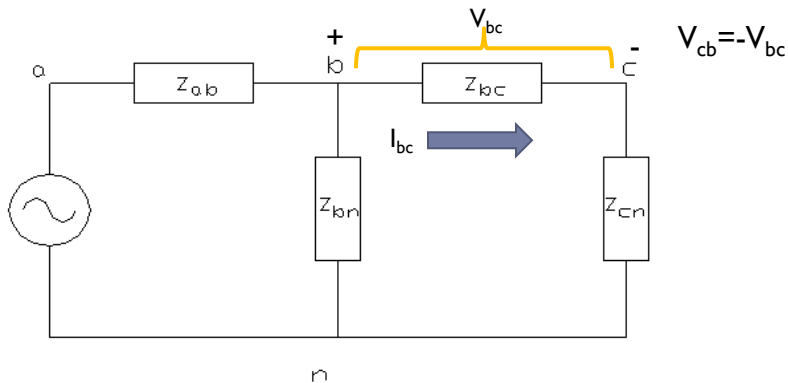 V_bc
V_cb=-V_bc
+
-
a
b
c
Z_ab
Z_bc
I_bc
Z_bn
Z_cn
n